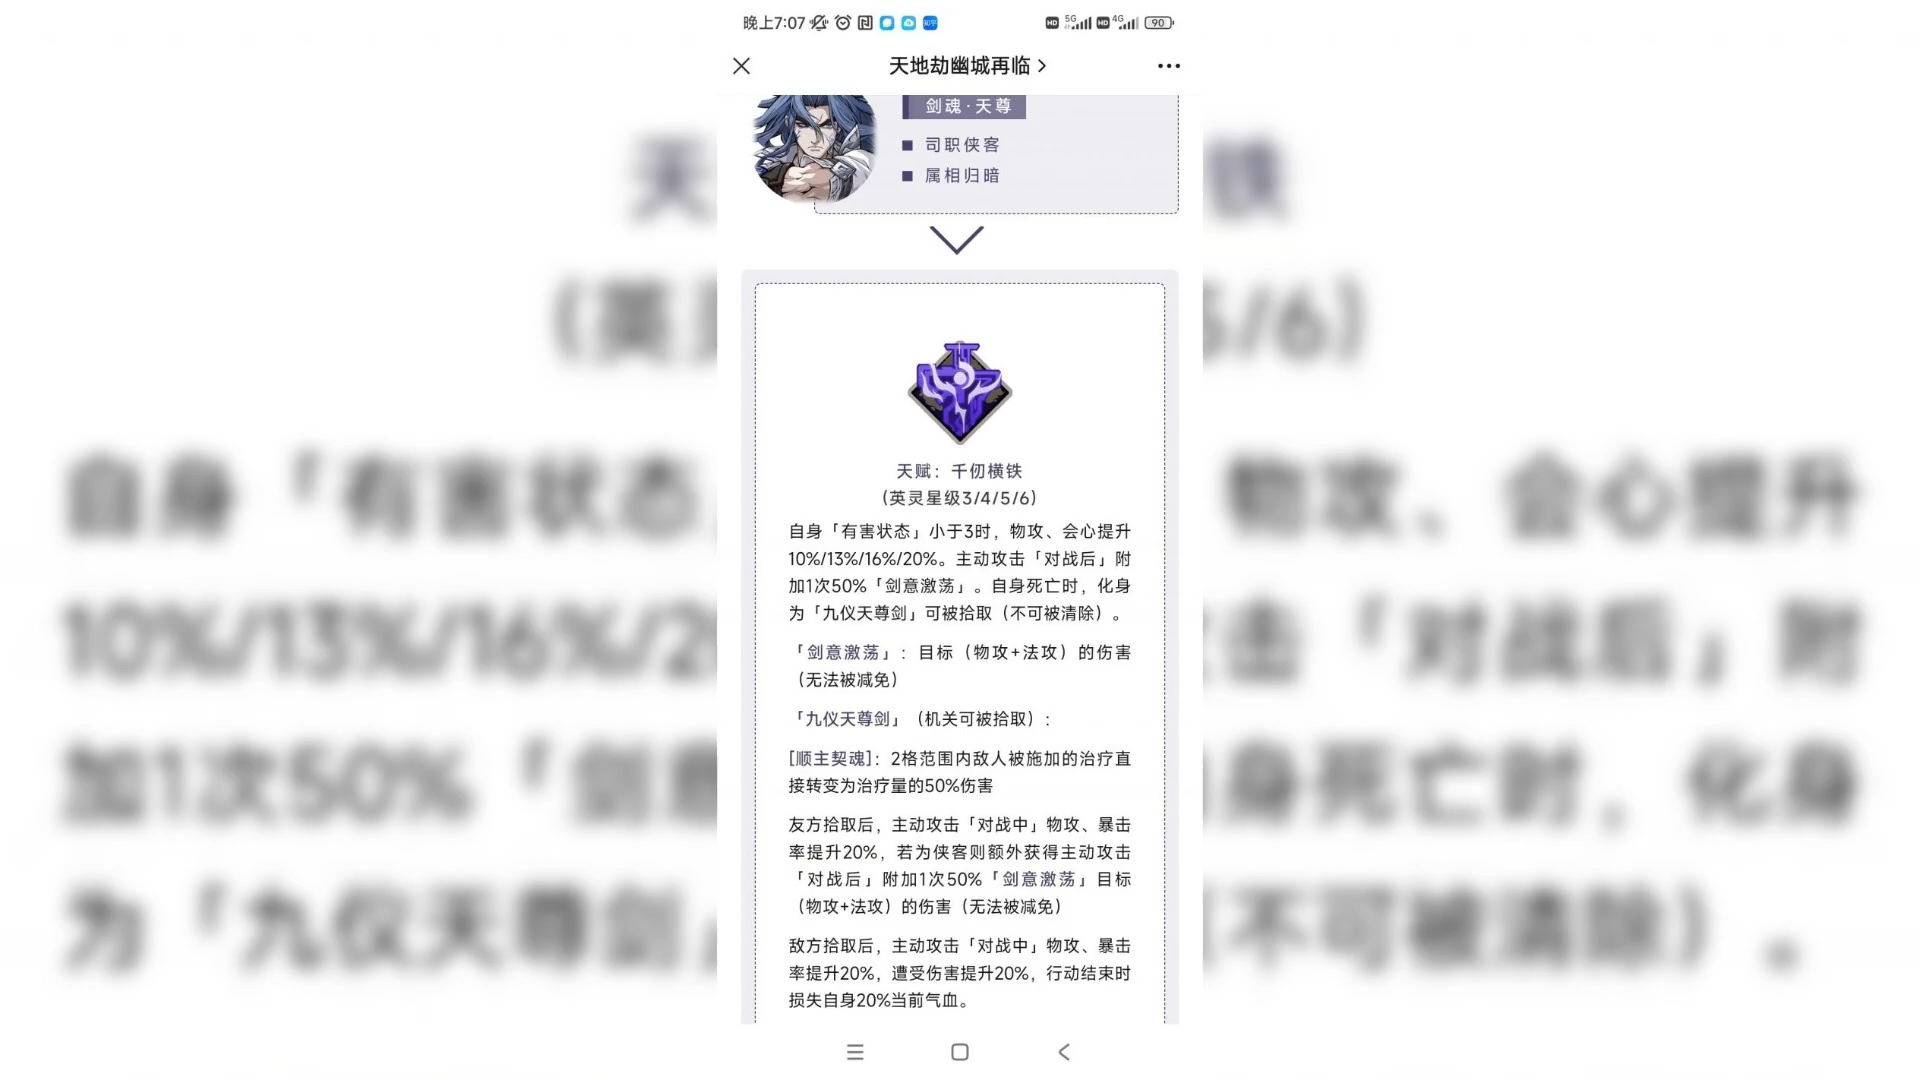 晚上7:07
HD 5G HD 4G 90
天地劫幽城再临
剑魂·天尊
■ 司职侠客
■ 属相归暗
天赋：千仞横铁
(英灵星级3/4/5/6)
自身「有害状态」小于3时，物攻、会心提升
10%/13%/16%/20%。主动攻击「对战后」附
加1次50%「剑意激荡」。自身死亡时，化身
为「九仪天尊剑」可被拾取（不可被清除）。
「剑意激荡」：目标（物攻+法攻）的伤害
（无法被减免）
「九仪天尊剑」（机关可被拾取）：
[顺主契魂]：2格范围内敌人被施加的治疗直
接转变为治疗量的50%伤害
友方拾取后，主动攻击「对战中」物攻、暴击
率提升20%，若为侠客则额外获得主动攻击
「对战后」附加1次50%「剑意激荡」目标
（物攻+法攻）的伤害（无法被减免）
敌方拾取后，主动攻击「对战中」物攻、暴击
率提升20%，遭受伤害提升20%，行动结束时
损失自身20%当前气血。